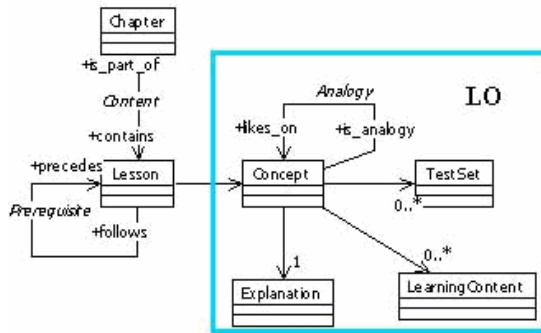 Chapter
+is_part_of
Content
+contains
Analogy
LO
+likes_on
+is_analogy
+precedes
Lesson
Concept
TestSet
Prerequisite
+follows
0..*
0..*
1
Explanation
LearningContent